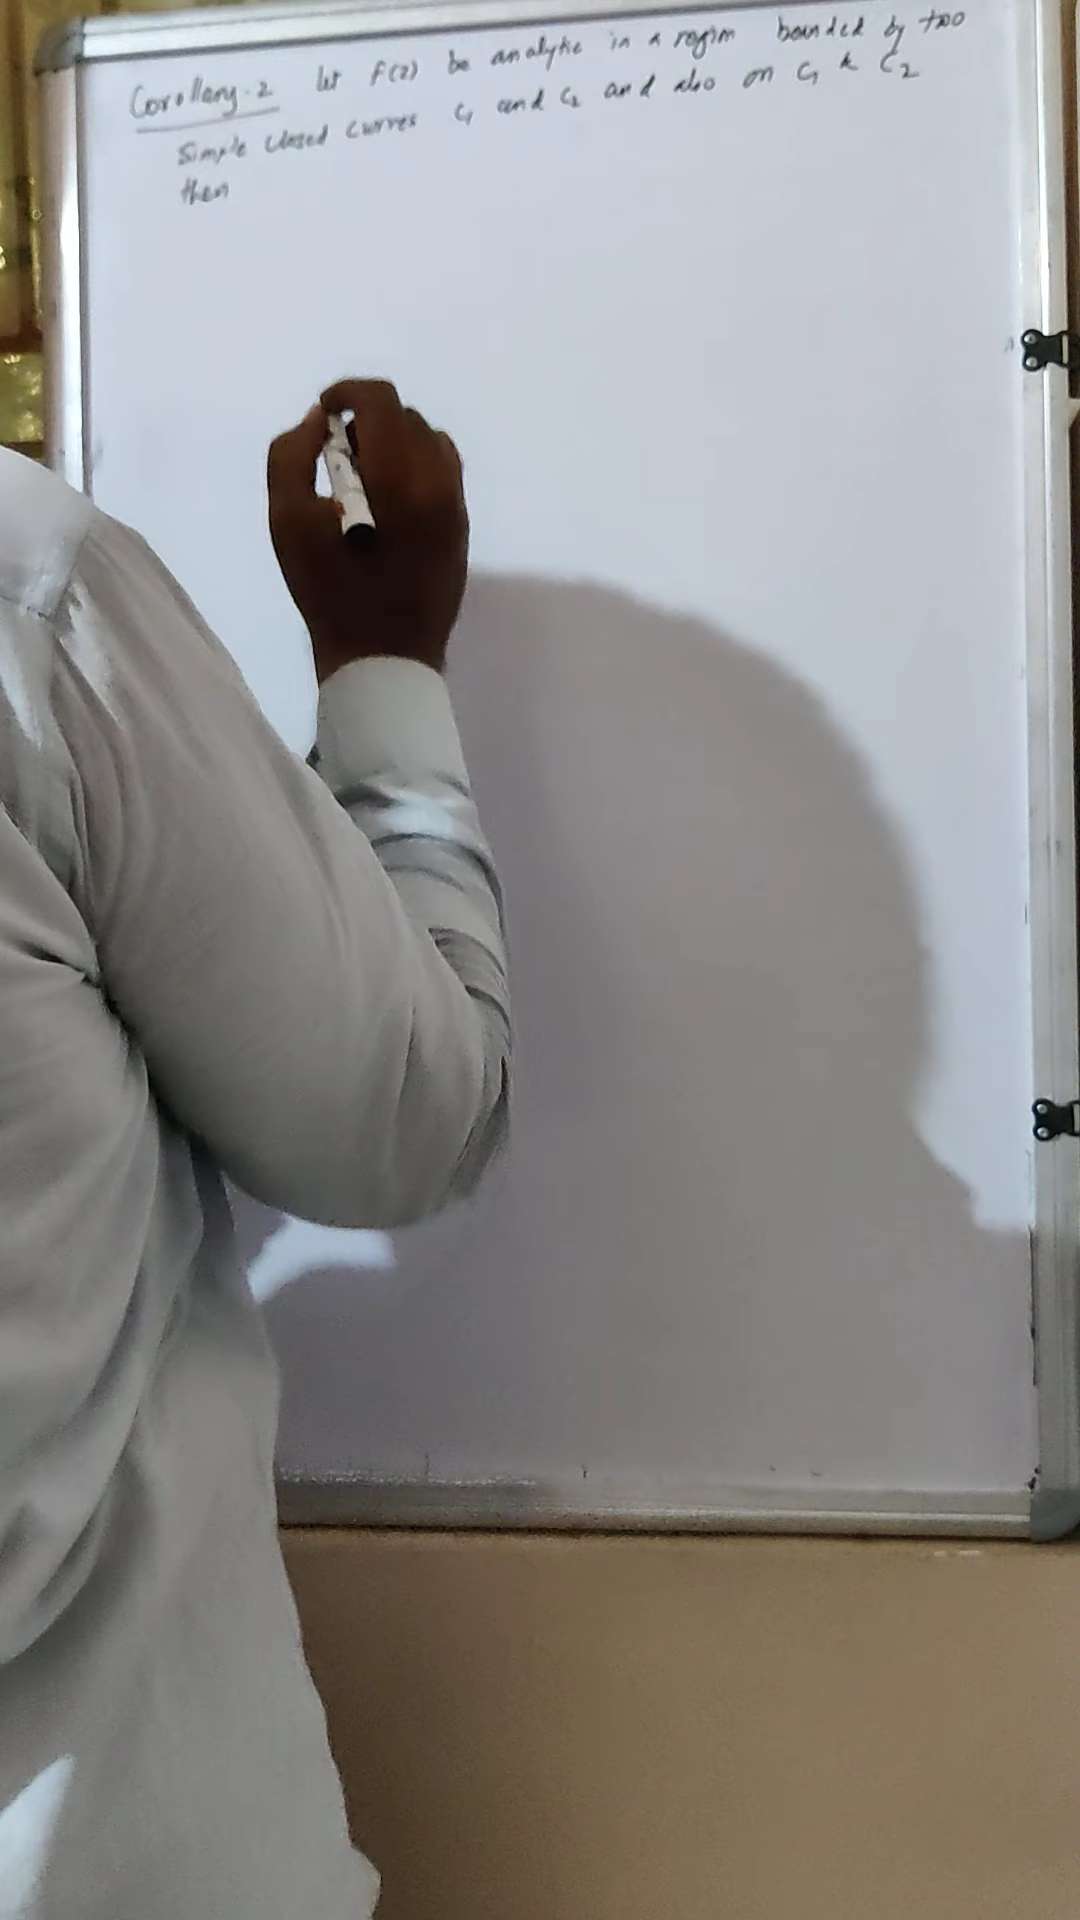 Corollary-2 let F(z) be analytic in a region bounded by two
Simple closed curves C1 and C2 and also on C1 & C2
then